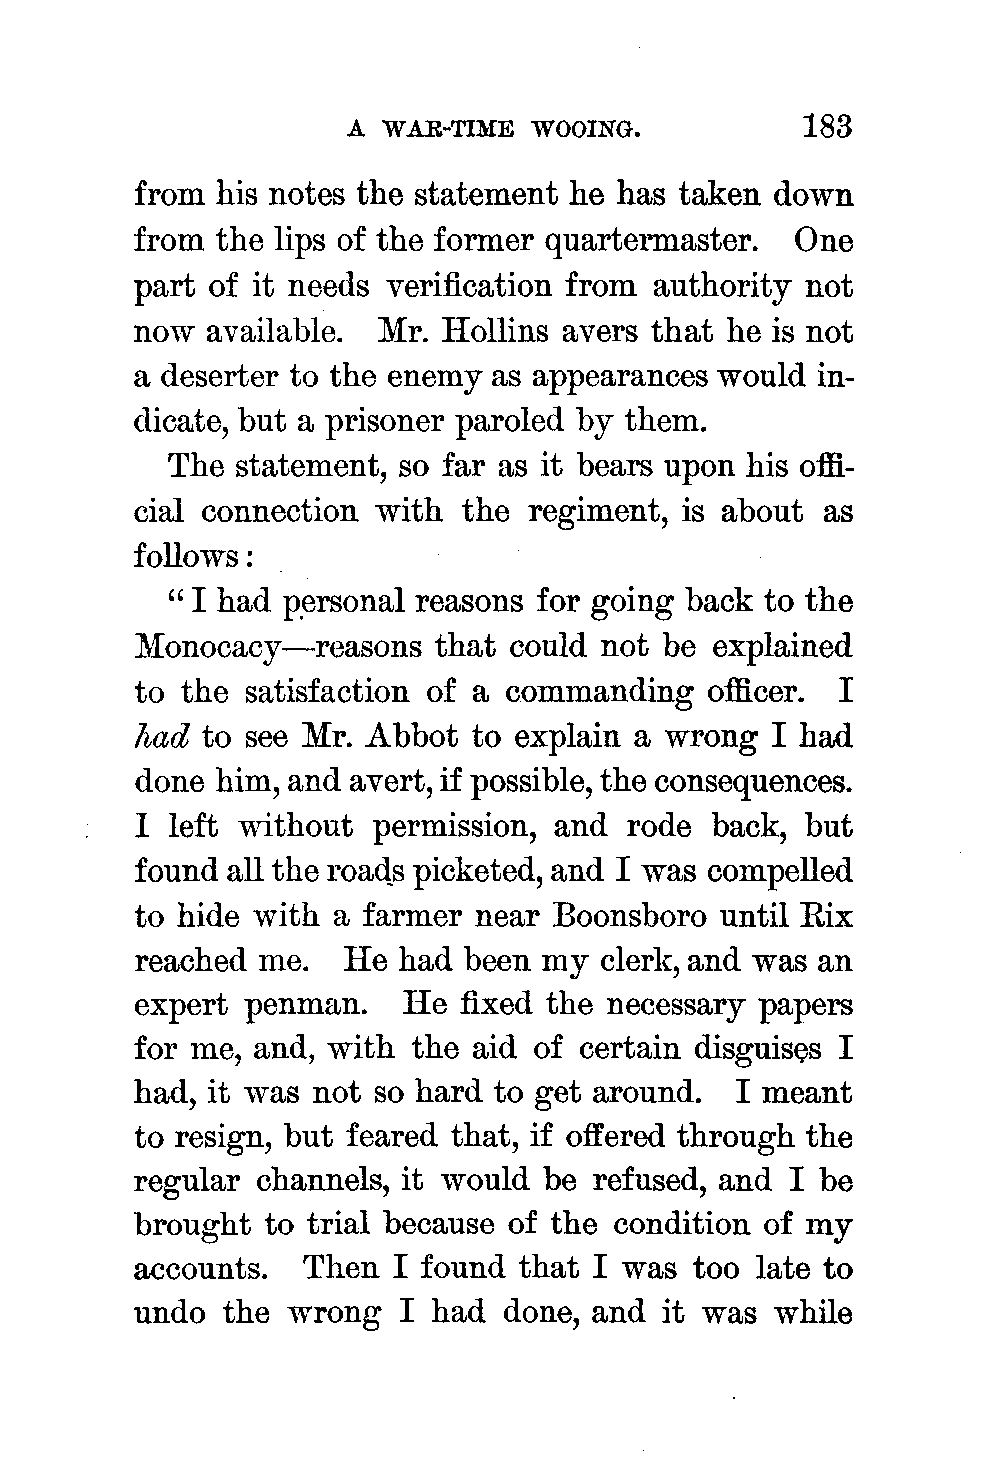 A WAR-TIME WOOING. 183
from his notes the statement he has taken down
from the lips of the former quartermaster. One
part of it needs verification from authority not
now available. Mr. Hollins avers that he is not
a deserter to the enemy as appearances would in-
dicate, but a prisoner paroled by them.
The statement, so far as it bears upon his offi-
cial connection with the regiment, is about as
follows:
“I had personal reasons for going back to the
Monocacy—reasons that could not be explained
to the satisfaction of a commanding officer. I
had to see Mr. Abbot to explain a wrong I had
done him, and avert, if possible, the consequences.
I left without permission, and rode back, but
found all the roads picketed, and I was compelled
to hide with a farmer near Boonsboro until Rix
reached me. He had been my clerk, and was an
expert penman. He fixed the necessary papers
for me, and, with the aid of certain disguises I
had, it was not so hard to get around. I meant
to resign, but feared that, if offered through the
regular channels, it would be refused, and I be
brought to trial because of the condition of my
accounts. Then I found that I was too late to
undo the wrong I had done, and it was while